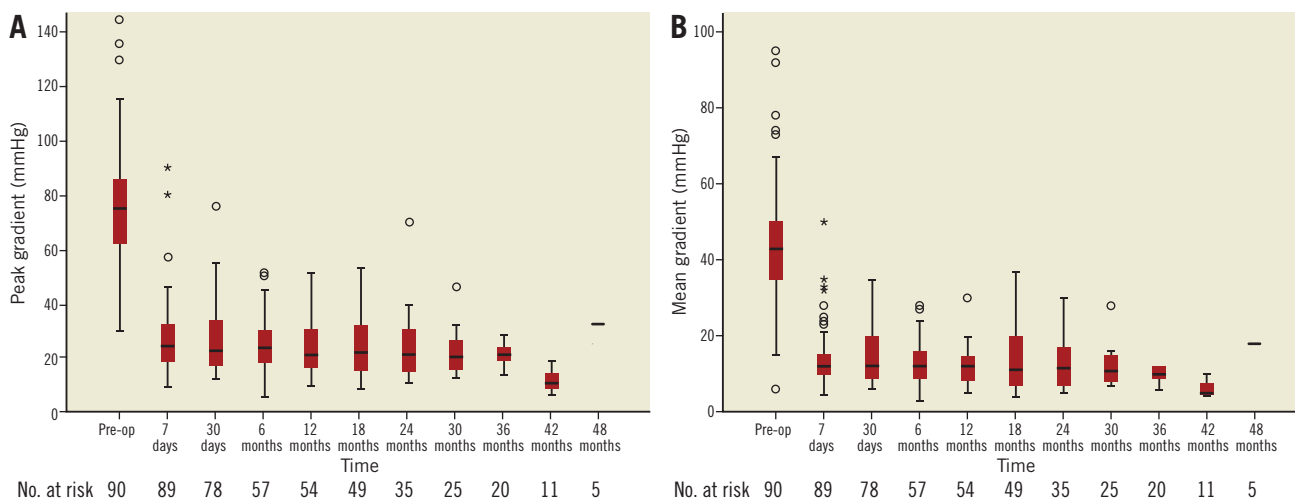 A
Peak gradient (mmHg)
140
120
100
80
60
40
20
0
Pre-op 7 days 30 days 6 months 12 months 18 months 24 months 30 months 36 months 42 months 48 months
Time
No. at risk 90 89 78 57 54 49 35 25 20 11 5
B
Mean gradient (mmHg)
100
80
60
40
20
0
Pre-op 7 days 30 days 6 months 12 months 18 months 24 months 30 months 36 months 42 months 48 months
Time
No. at risk 90 89 78 57 54 49 35 25 20 11 5